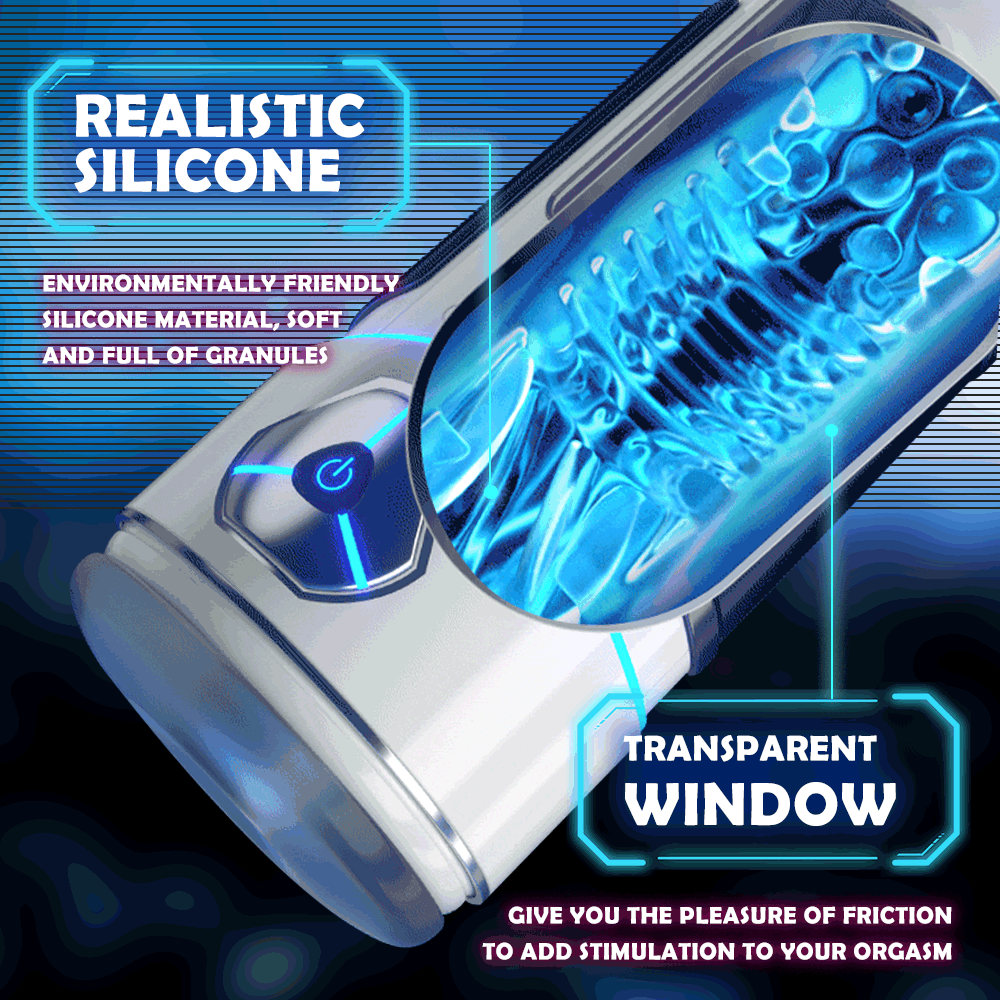 REALISTIC
SILICONE
ENVIRONMENTALLY FRIENDLY
SILICONE MATERIAL, SOFT
AND FULL OF GRANULES
TRANSPARENT
WINDOW
GIVE YOU THE PLEASURE OF FRICTION
TO ADD STIMULATION TO YOUR ORGASM